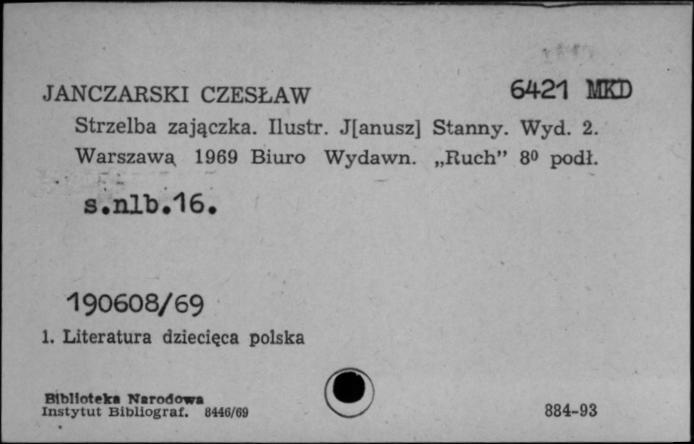 JANCZARSKI CZESŁAW 6421 MKD
Strzelba zajączka. Ilustr. J[anusz] Stanny. Wyd. 2.
Warszawa 1969 Biuro Wydawn. „Ruch” 8⁰ podł.
s.nlb.16.
190608/69
1. Literatura dziecięca polska
Biblioteka Narodowa
Instytut Bibliograf. 8446/69 884-93